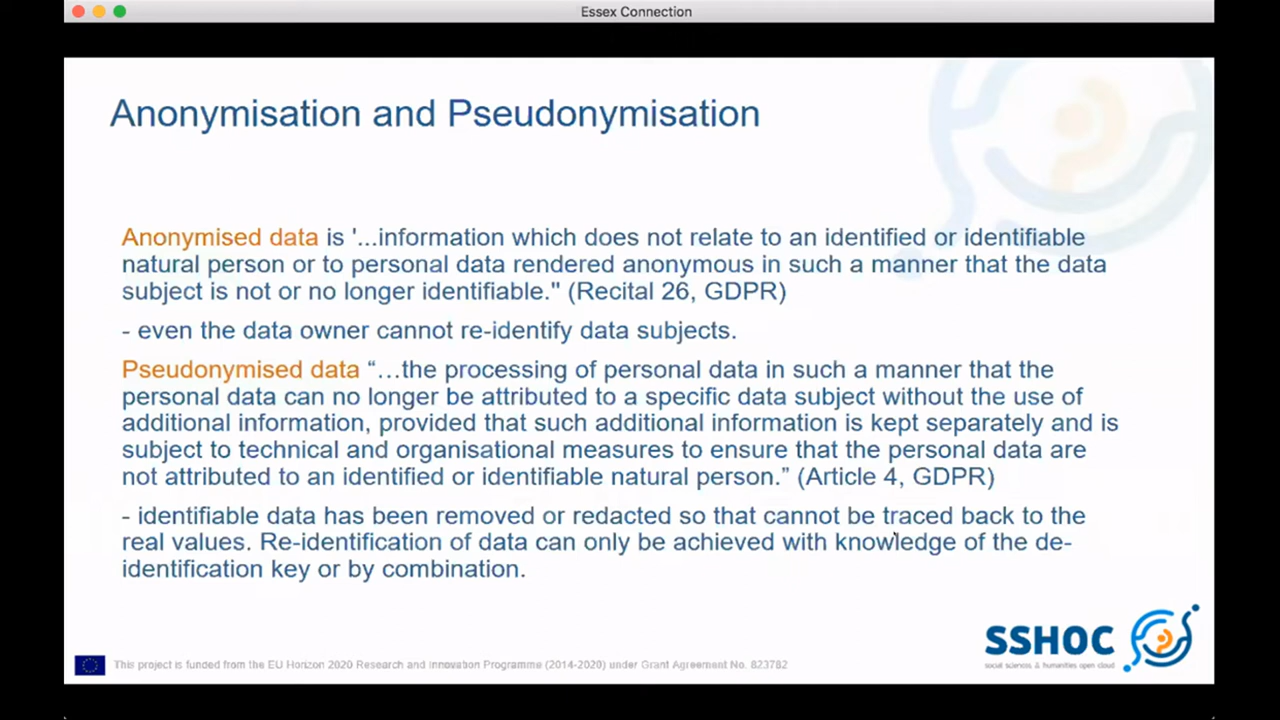 Essex Connection
Anonymisation and Pseudonymisation
Anonymised data is '...information which does not relate to an identified or identifiable
natural person or to personal data rendered anonymous in such a manner that the data
subject is not or no longer identifiable." (Recital 26, GDPR)
- even the data owner cannot re-identify data subjects.
Pseudonymised data “…the processing of personal data in such a manner that the
personal data can no longer be attributed to a specific data subject without the use of
additional information, provided that such additional information is kept separately and is
subject to technical and organisational measures to ensure that the personal data are
not attributed to an identified or identifiable natural person.” (Article 4, GDPR)
- identifiable data has been removed or redacted so that cannot be traced back to the
real values. Re-identification of data can only be achieved with knowledge of the de-
identification key or by combination.
SSHOC
social sciences & humanities open cloud
This project is funded from the EU Horizon 2020 Research and Innovation Programme (2014-2020) under Grant Agreement No. 823782